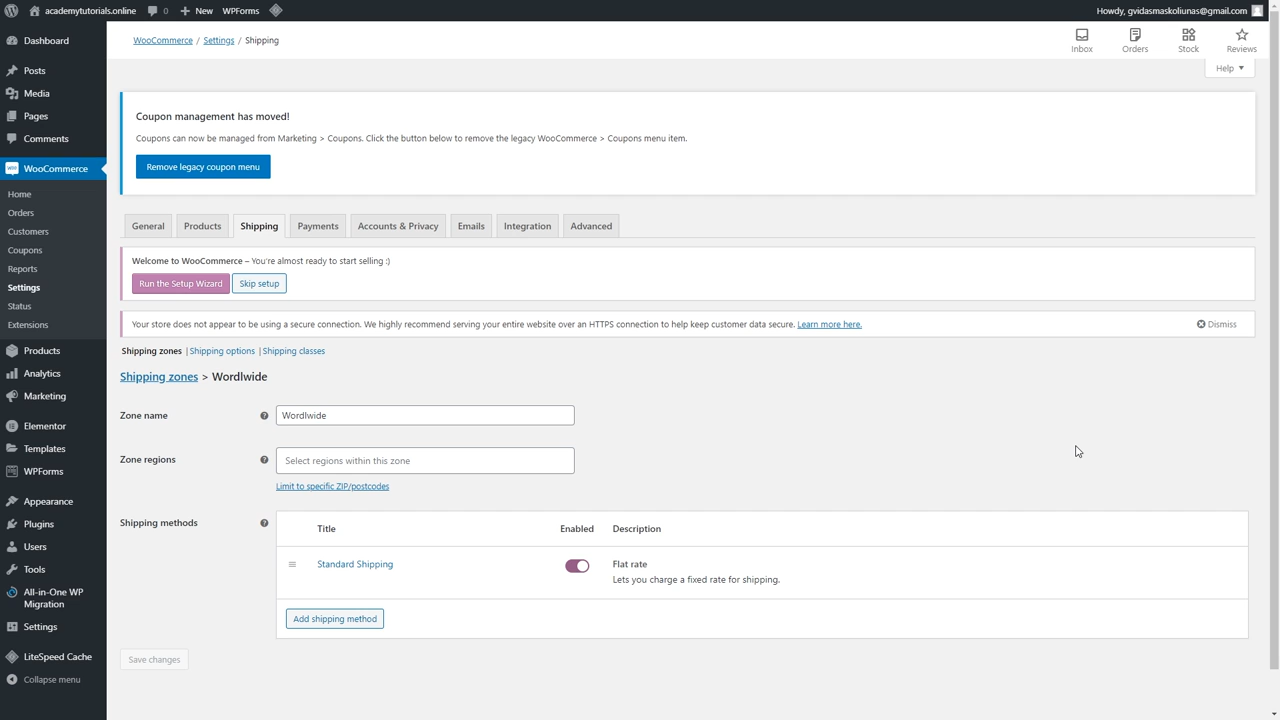 academytutorials.online 0 New WPForms Howdy, gvidasmaskoliunas@gmail.com
Dashboard
Posts
Media
Pages
Comments
woo WooCommerce
Home
Orders
Customers
Coupons
Reports
Settings
Status
Extensions
Products
Analytics
Marketing
Elementor
Templates
WPForms
Appearance
Plugins
Users
Tools
All-in-One WP
Migration
Settings
LiteSpeed Cache
Collapse menu
WooCommerce / Settings / Shipping
Inbox Orders Stock Reviews
Help
Coupon management has moved!
Coupons can now be managed from Marketing > Coupons. Click the button below to remove the legacy WooCommerce > Coupons menu item.
Remove legacy coupon menu
General Products Shipping Payments Accounts & Privacy Emails Integration Advanced
Welcome to WooCommerce – You're almost ready to start selling :)
Run the Setup Wizard Skip setup
Your store does not appear to be using a secure connection. We highly recommend serving your entire website over an HTTPS connection to help keep customer data secure. Learn more here. Dismiss
Shipping zones | Shipping options | Shipping classes
Shipping zones > Wordlwide
Zone name ? Wordlwide
Zone regions ? Select regions within this zone
Limit to specific ZIP/postcodes
Shipping methods ? Title Enabled Description
Standard Shipping Flat rate
Lets you charge a fixed rate for shipping.
Add shipping method
Save changes